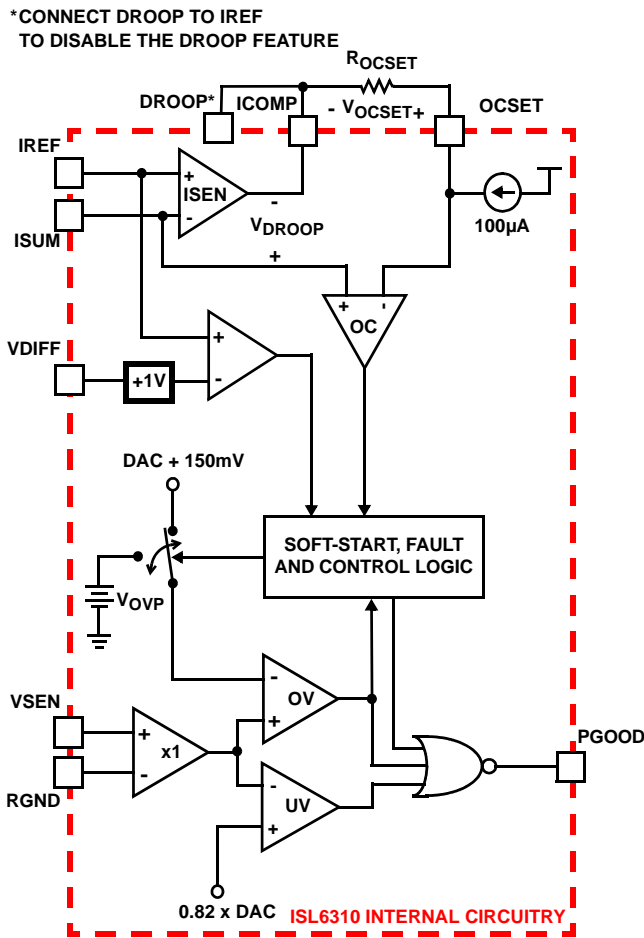 *CONNECT DROOP TO IREF
TO DISABLE THE DROOP FEATURE
ROCSET
DROOP*
ICOMP
- VOCSET+
OCSET
IREF
+
ISEN
-
-
VDROOP
+
100µA
ISUM
+ -
OC
VDIFF
+1V
+
-
DAC + 150mV
SOFT-START, FAULT
AND CONTROL LOGIC
VOVP
VSEN
-
OV
+
+
x1
-
PGOOD
RGND
-
UV
+
0.82 x DAC
ISL6310 INTERNAL CIRCUITRY